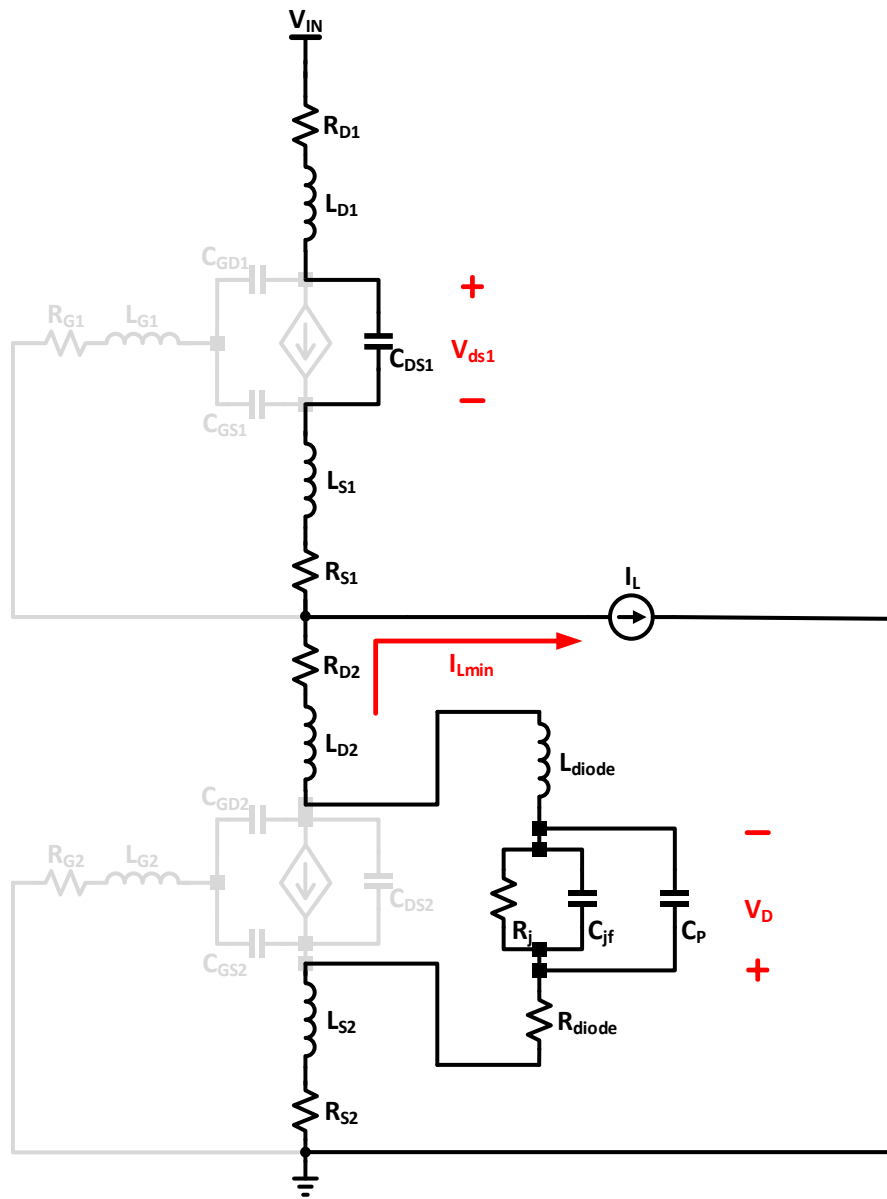 VIN
RD1
LD1
CGD1
RG1
LG1
CDS1
+
Vds1
−
CGS1
LS1
RS1
IL
RD2
ILmin
LD2
Ldiode
CGD2
RG2
LG2
CDS2
−
Rj
Cjf
CP
VD
+
CGS2
LS2
Rdiode
RS2